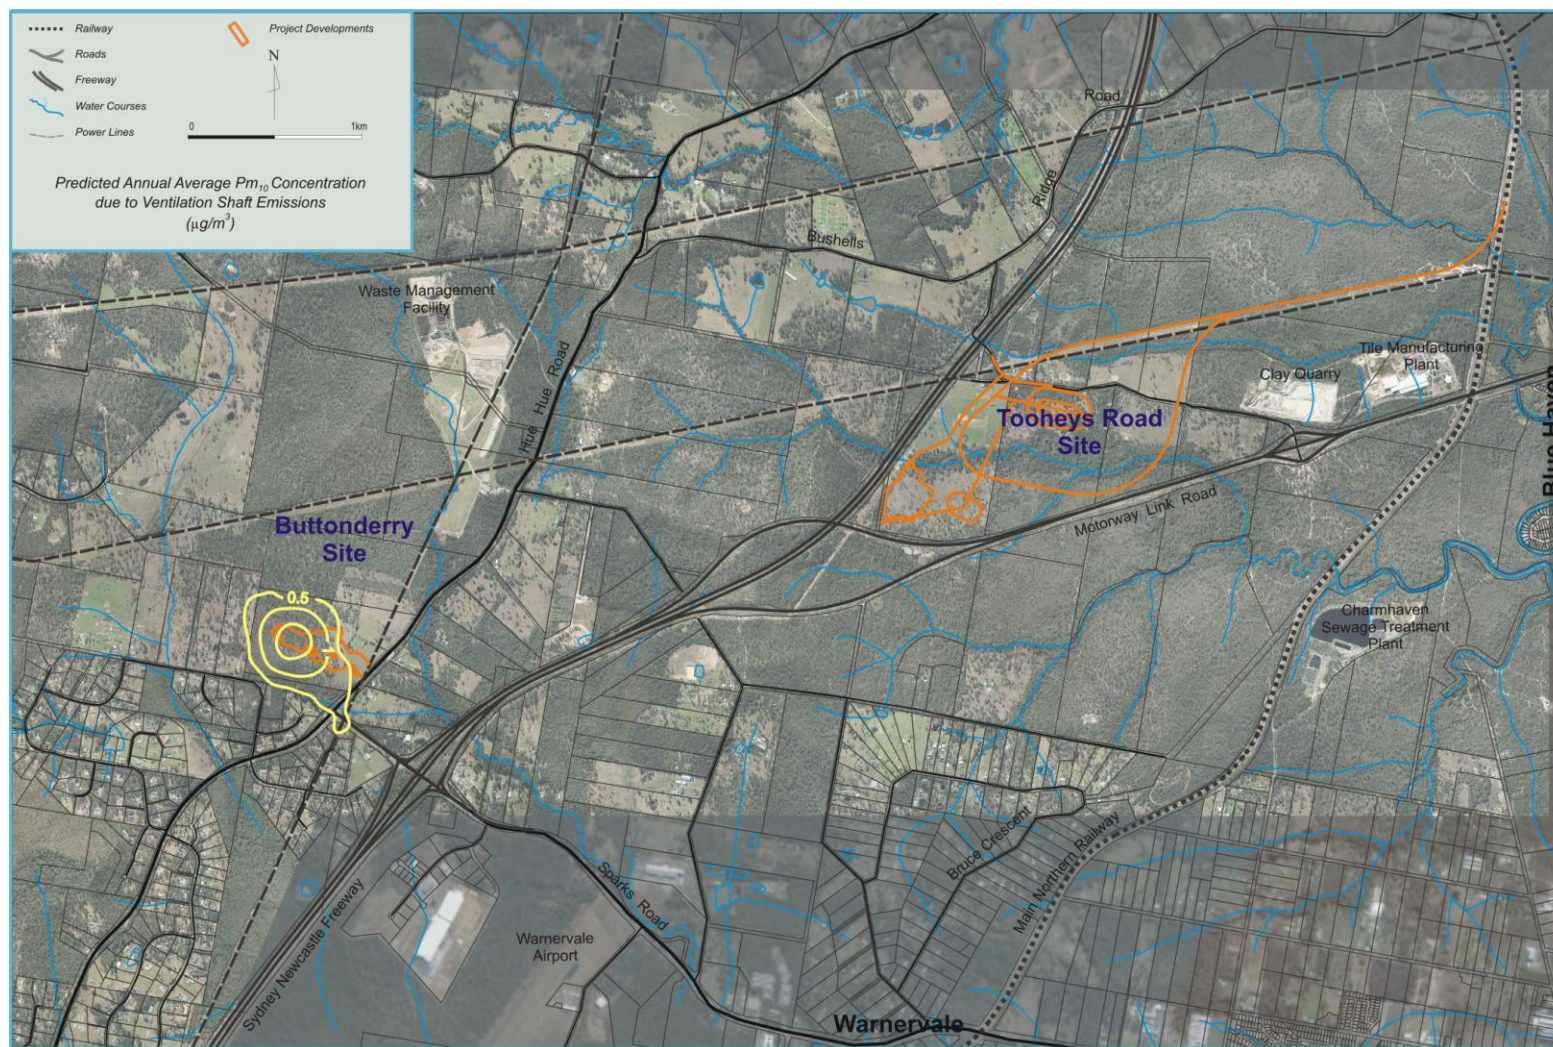 Railway
Project Developments
Roads
N
Freeway
Water Courses
Power Lines
0
1km
Predicted Annual Average Pm10 Concentration
due to Ventilation Shaft Emissions
(µg/m³)
Road
Ridge
Bushells
Waste Management
Facility
Hue Hue Road
Tile Manufacturing
Plant
Clay Quarry
Tooheys Road
Site
Blue Haven
Motorway Link Road
Buttonderry
Site
0.5
Charmhaven
Sewage Treatment
Plant
Bruce Crescent
Main Northern Railway
Sparks Road
Sydney Newcastle Freeway
Warnervale
Airport
Warnervale